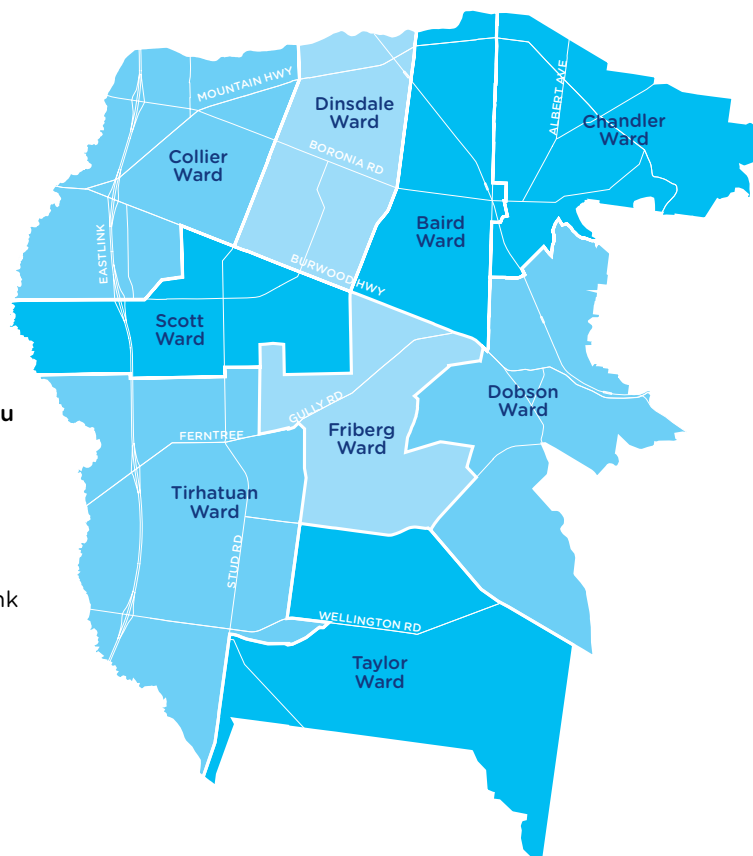 MOUNTAIN HWY
Dinsdale
Ward
ALBERT AVE
Chandler
Ward
Collier
Ward
BORONIA RD
Baird
Ward
EASTLINK
BURWOOD HWY
Scott
Ward
u
GULLY RD
Dobson
Ward
FERNTREE
Friberg
Ward
Tirhatuan
Ward
STUD RD
nk
WELLINGTON RD
Taylor
Ward